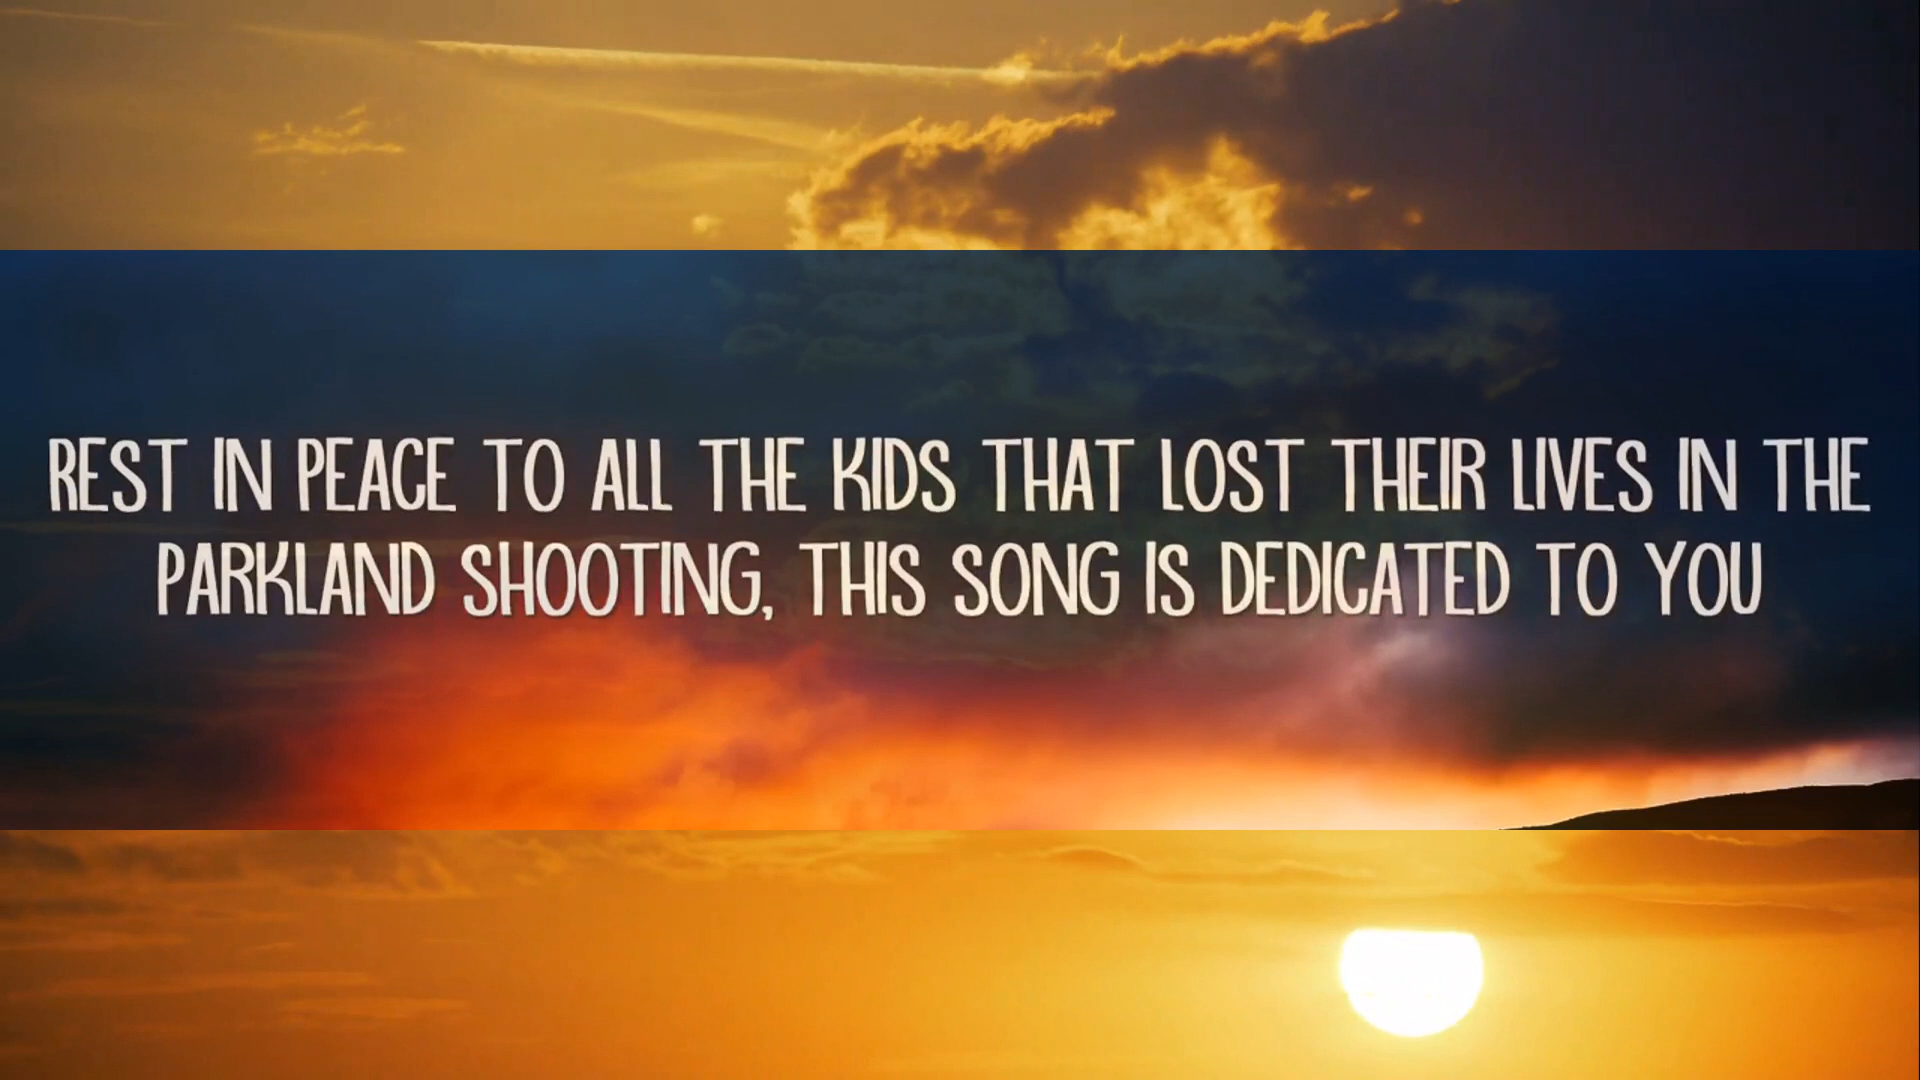 REST IN PEACE TO ALL THE KIDS THAT LOST THEIR LIVES IN THE
PARKLAND SHOOTING, THIS SONG IS DEDICATED TO YOU